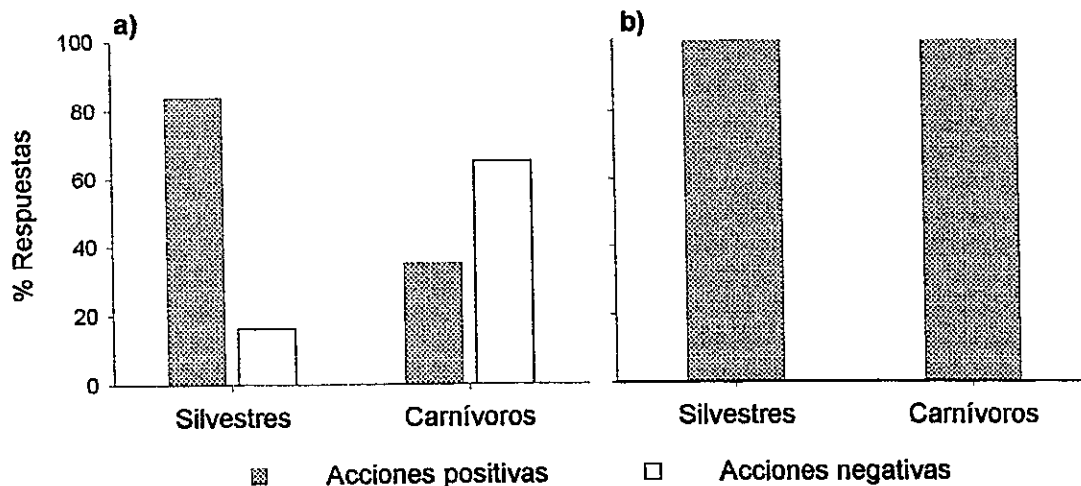 a)
b)
100
80
60
40
20
0
% Respuestas
Silvestres
Carnívoros
Silvestres
Carnívoros
Acciones positivas
Acciones negativas